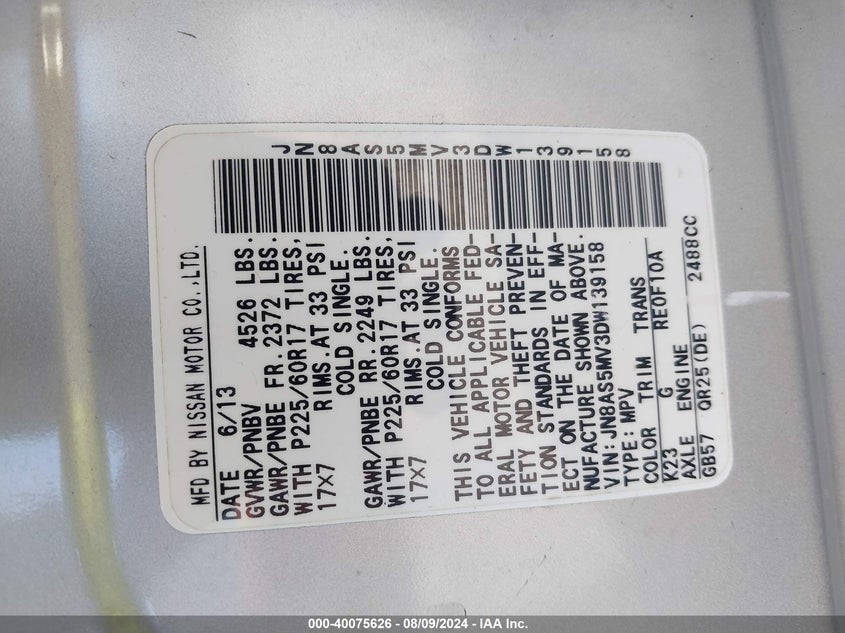 JN8AS5MV3DW139158
MFD BY NISSAN MOTOR CO.,LTD.
DATE 6/13
GVWR/PNBV 4526 LBS.
GAWR/PNBE FR.2372 LBS.
WITH P225/60R17 TIRES,
17X7 RIMS.AT 33 PSI
COLD SINGLE.
GAWR/PNBE RR.2249 LBS.
WITH P225/60R17 TIRES,
17X7 RIMS.AT 33 PSI
COLD SINGLE.
THIS VEHICLE CONFORMS
TO ALL APPLICABLE FED-
ERAL MOTOR VEHICLE SA-
FETY AND THEFT PREVEN-
TION STANDARDS IN EFF-
ECT ON THE DATE OF MA-
NUFACTURE SHOWN ABOVE.
VIN:JN8AS5MV3DW139158
TYPE:MPV
COLOR TRIM TRANS
K23 G RE0F10A
AXLE ENGINE
GB57 QR25(DE) 2488CC
000-40075626 - 08/09/2024 - IAA Inc.